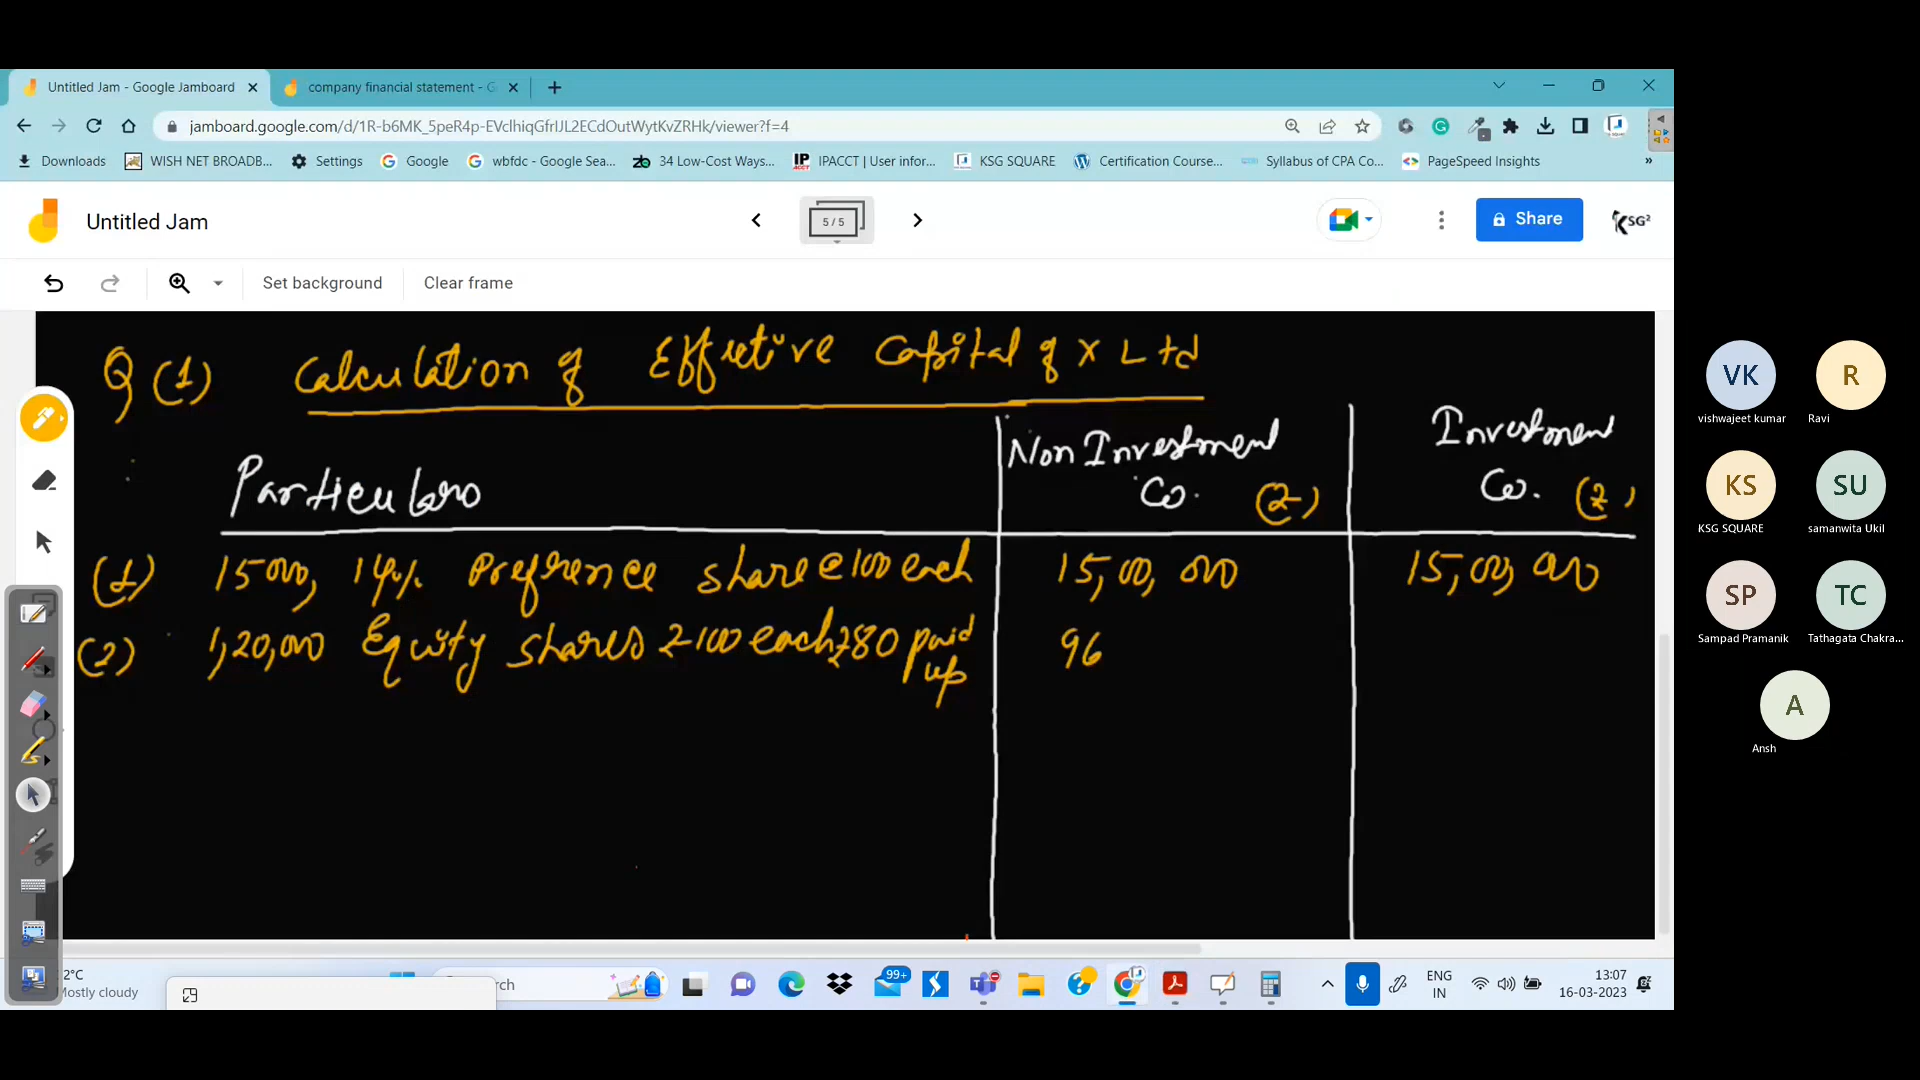 Untitled Jam - Google Jamboard
company financial statement - G
jamboard.google.com/d/1R-b6MK_5peR4p-EVclhiqGfrIJL2ECdOutWytKvZRHk/viewer?f=4
Downloads
WISH NET BROADB...
Settings
Google
wbfdc - Google Sea...
34 Low-Cost Ways...
IPACCT | User infor...
KSG SQUARE
Certification Course...
Syllabus of CPA Co...
PageSpeed Insights
»
Untitled Jam
5 / 5
Share
KSG²
Set background
Clear frame
Q (1) Calculation of Effective Capital of X Ltd
Particulars
Non Investment Co. (₹)
Investment Co. (₹)
(1) 15000, 14% Preference share @ 100 each 15,00,000 15,00,000
(2) 1,20,000 Equity shares ₹ 100 each ₹80 paid up 96
VK
vishwajeet kumar
R
Ravi
KS
KSG SQUARE
SU
samanwita Ukil
SP
Sampad Pramanik
TC
Tathagata Chakra...
A
Ansh
2°C
Mostly cloudy
rch
99+
ENG
IN
13:07
16-03-2023